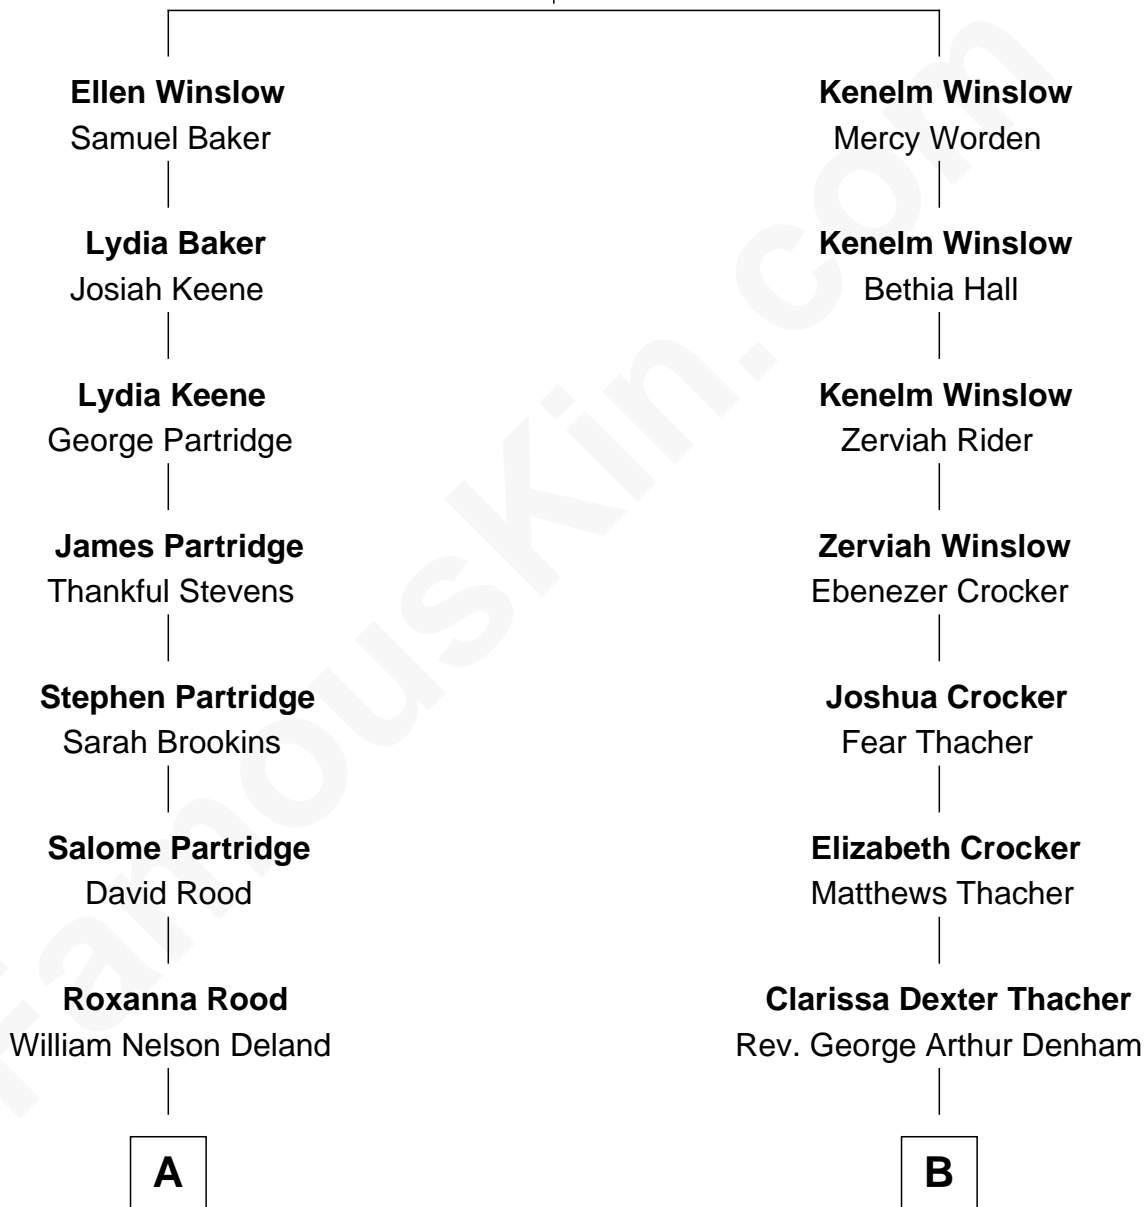 Ellen Winslow
Samuel Baker
Kenelm Winslow
Mercy Worden
Lydia Baker
Josiah Keene
Kenelm Winslow
Bethia Hall
Lydia Keene
George Partridge
Kenelm Winslow
Zerviah Rider
James Partridge
Thankful Stevens
Zerviah Winslow
Ebenezer Crocker
Stephen Partridge
Sarah Brookins
Joshua Crocker
Fear Thacher
Salome Partridge
David Rood
Elizabeth Crocker
Matthews Thacher
Roxanna Rood
William Nelson Deland
Clarissa Dexter Thacher
Rev. George Arthur Denham
A
B
FamousKin.com